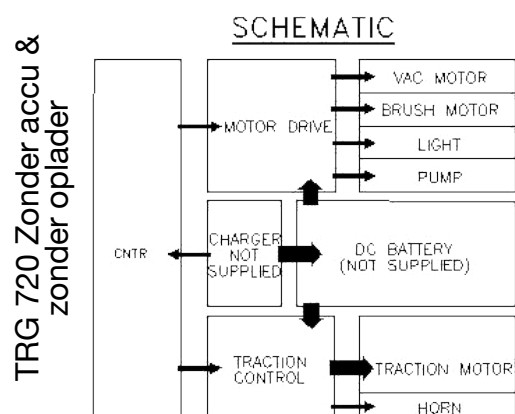 SCHEMATIC
TRG 720 Zonder accu &
zonder oplader
VAC MOTOR
MOTOR DRIVE
BRUSH MOTOR
LIGHT
PUMP
CNTR
CHARGER
NOT
SUPPLIED
DC BATTERY
(NOT SUPPLIED)
TRACTION
CONTROL
TRACTION MOTOR
HORN